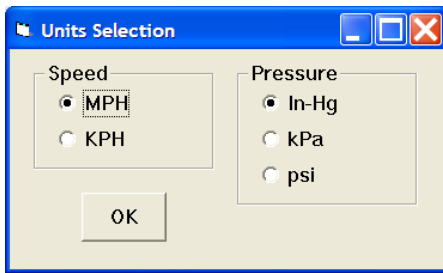 Units Selection
Speed
MPH
KPH
OK
Pressure
In-Hg
kPa
psi